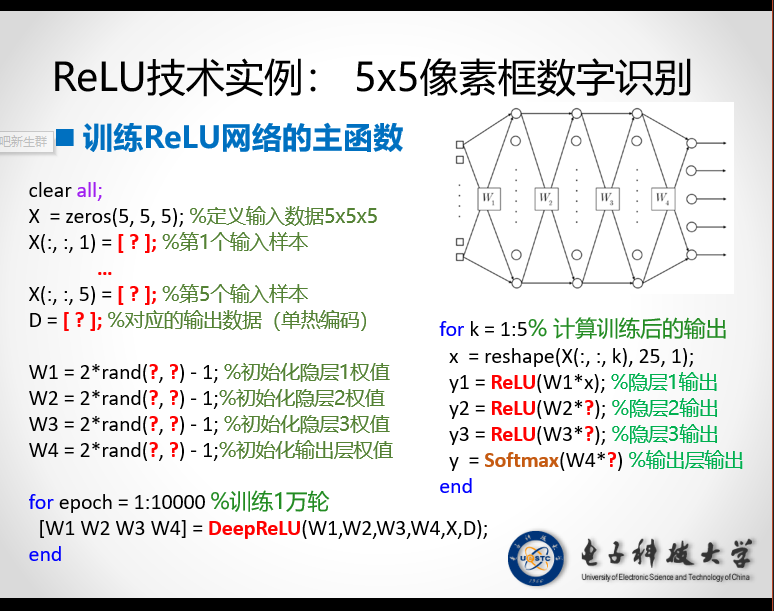 ReLU技术实例： 5x5像素框数字识别
吧新生群
■ 训练ReLU网络的主函数
clear all;
X = zeros(5, 5, 5); %定义输入数据5x5x5
X(:, :, 1) = [ ? ]; %第1个输入样本
...
X(:, :, 5) = [ ? ]; %第5个输入样本
D = [ ? ]; %对应的输出数据（单热编码）
W1 = 2*rand(?, ?) - 1; %初始化隐层1权值
W2 = 2*rand(?, ?) - 1;%初始化隐层2权值
W3 = 2*rand(?, ?) - 1; %初始化隐层3权值
W4 = 2*rand(?, ?) - 1;%初始化输出层权值
for epoch = 1:10000 %训练1万轮
[W1 W2 W3 W4] = DeepReLU(W1,W2,W3,W4,X,D);
end
W1 W2 W3 W4
for k = 1:5% 计算训练后的输出
x = reshape(X(:, :, k), 25, 1);
y1 = ReLU(W1*x); %隐层1输出
y2 = ReLU(W2*?); %隐层2输出
y3 = ReLU(W3*?); %隐层3输出
y = Softmax(W4*?) %输出层输出
end
电子科技大学
University of Electronic Science and Technology of China